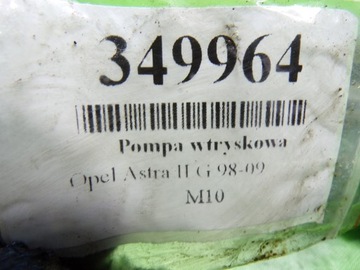 349964
Pompa wtryskowa
Opel Astra II G 98-09
M10